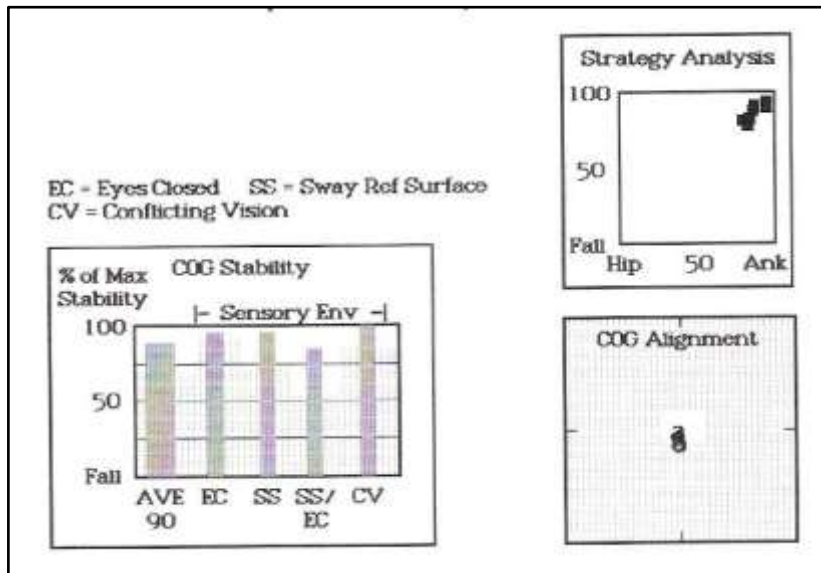 EC = Eyes Closed SS = Sway Ref Surface
CV = Conflicting Vision
% of Max
Stability
COG Stability
|- Sensory Env -|
100
50
Fall
AVE EC SS SS/ CV
90 EC
Strategy Analysis
100
50
Fall
Hip 50 Ank
COG Alignment